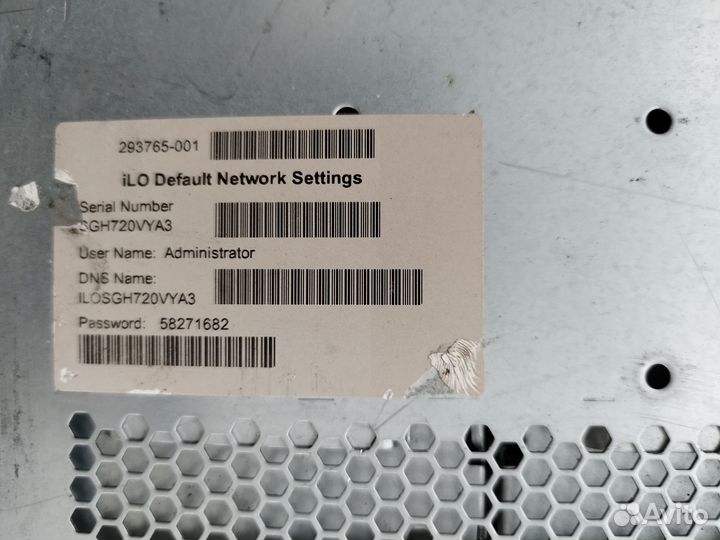 293765-001
iLO Default Network Settings
Serial Number
SGH720VYA3
User Name: Administrator
DNS Name:
ILOSGH720VYA3
Password: 58271682
Avito